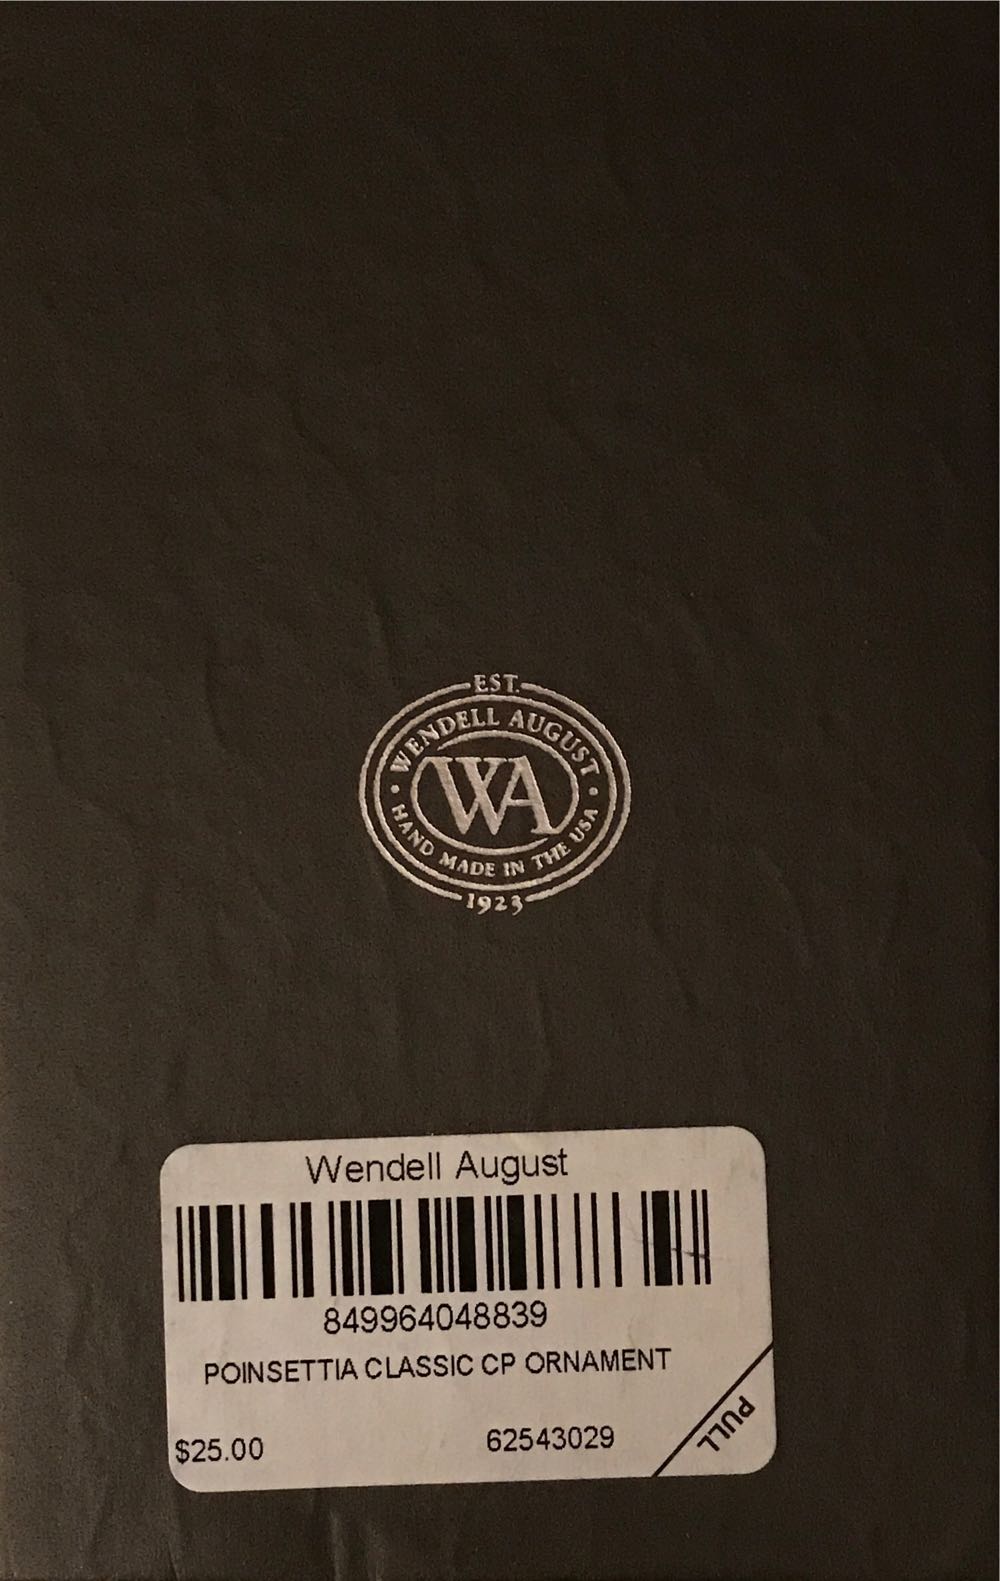 EST.
WENDELL AUGUST
WA
• HAND MADE IN THE USA •
1923
Wendell August
849964048839
POINSETTIA CLASSIC CP ORNAMENT
$25.00 62543029
PULL